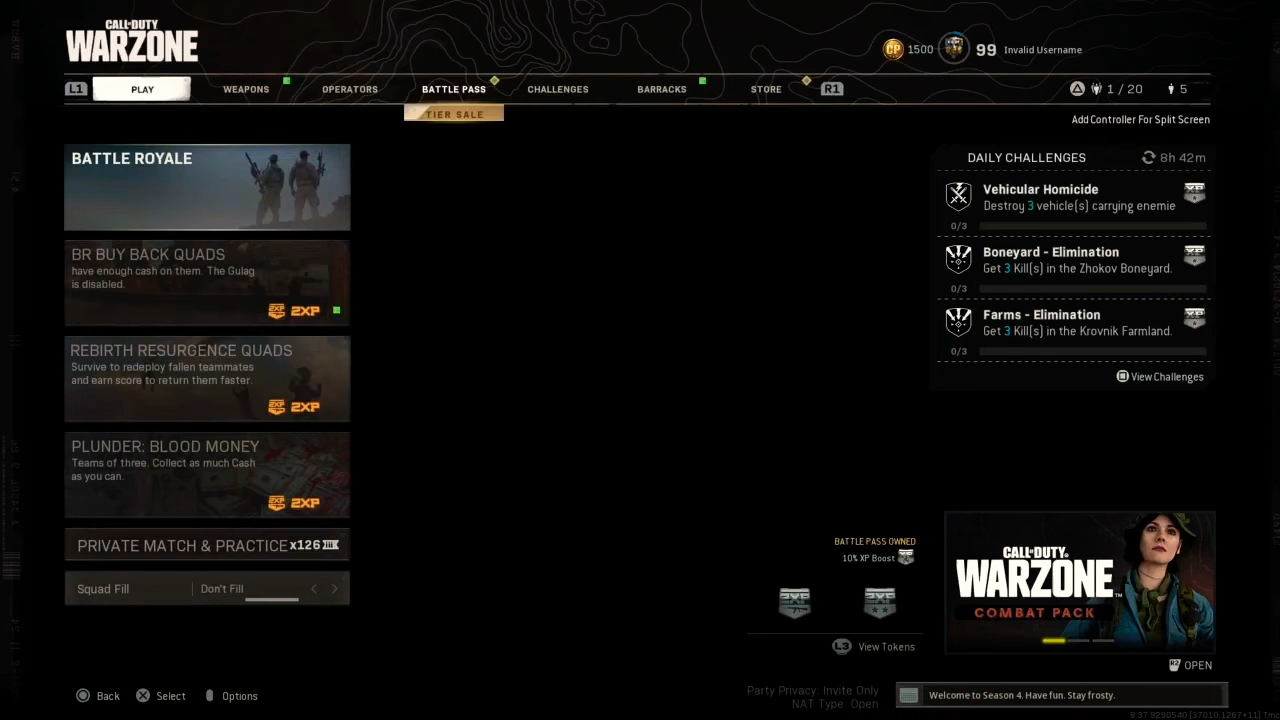 CALL OF DUTY
WARZONE
CP 1500 99 Invalid Username
L1 PLAY WEAPONS OPERATORS BATTLE PASS CHALLENGES BARRACKS STORE R1 1 / 20 5
TIER SALE
Add Controller For Split Screen
BATTLE ROYALE
BR BUY BACK QUADS
have enough cash on them. The Gulag
is disabled.
2XP 2XP
REBIRTH RESURGENCE QUADS
Survive to redeploy fallen teammates
and earn score to return them faster.
2XP 2XP
PLUNDER: BLOOD MONEY
Teams of three. Collect as much Cash
as you can.
2XP 2XP
PRIVATE MATCH & PRACTICE x126
Squad Fill Don't Fill
DAILY CHALLENGES 8h 42m
Vehicular Homicide
Destroy 3 vehicle(s) carrying enemie
0/3
Boneyard - Elimination
Get 3 Kill(s) in the Zhokov Boneyard.
0/3
Farms - Elimination
Get 3 Kill(s) in the Krovnik Farmland.
0/3
View Challenges
BATTLE PASS OWNED
10% XP Boost
2XP 2XP
L3 View Tokens
CALL OF DUTY
WARZONE
COMBAT PACK
R2 OPEN
Back Select Options
Party Privacy: Invite Only
NAT Type: Open
Welcome to Season 4. Have fun. Stay frosty.